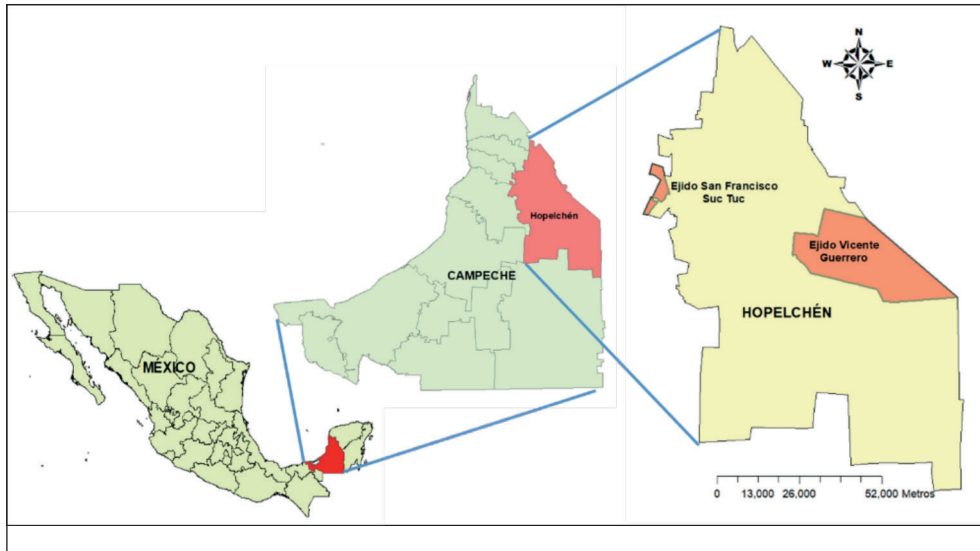 MÉXICO
CAMPECHE
Hopelchén
N
W E
S
Ejido San Francisco
Suc Tuc
Ejido Vicente
Guerrero
HOPELCHÉN
0 13,000 26,000 52,000 Metros